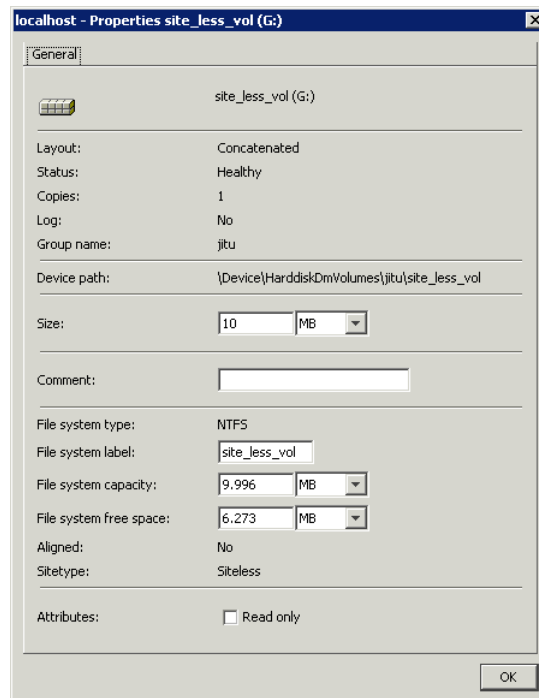 localhost - Properties site_less_vol (G:)
General
site_less_vol (G:)
Layout: Concatenated
Status: Healthy
Copies: 1
Log: No
Group name: jitu
Device path: \Device\HarddiskDmVolumes\jitu\site_less_vol
Size: 10 MB
Comment:
File system type: NTFS
File system label: site_less_vol
File system capacity: 9.996 MB
File system free space: 6.273 MB
Aligned: No
Sitetype: Siteless
Attributes: Read only
OK